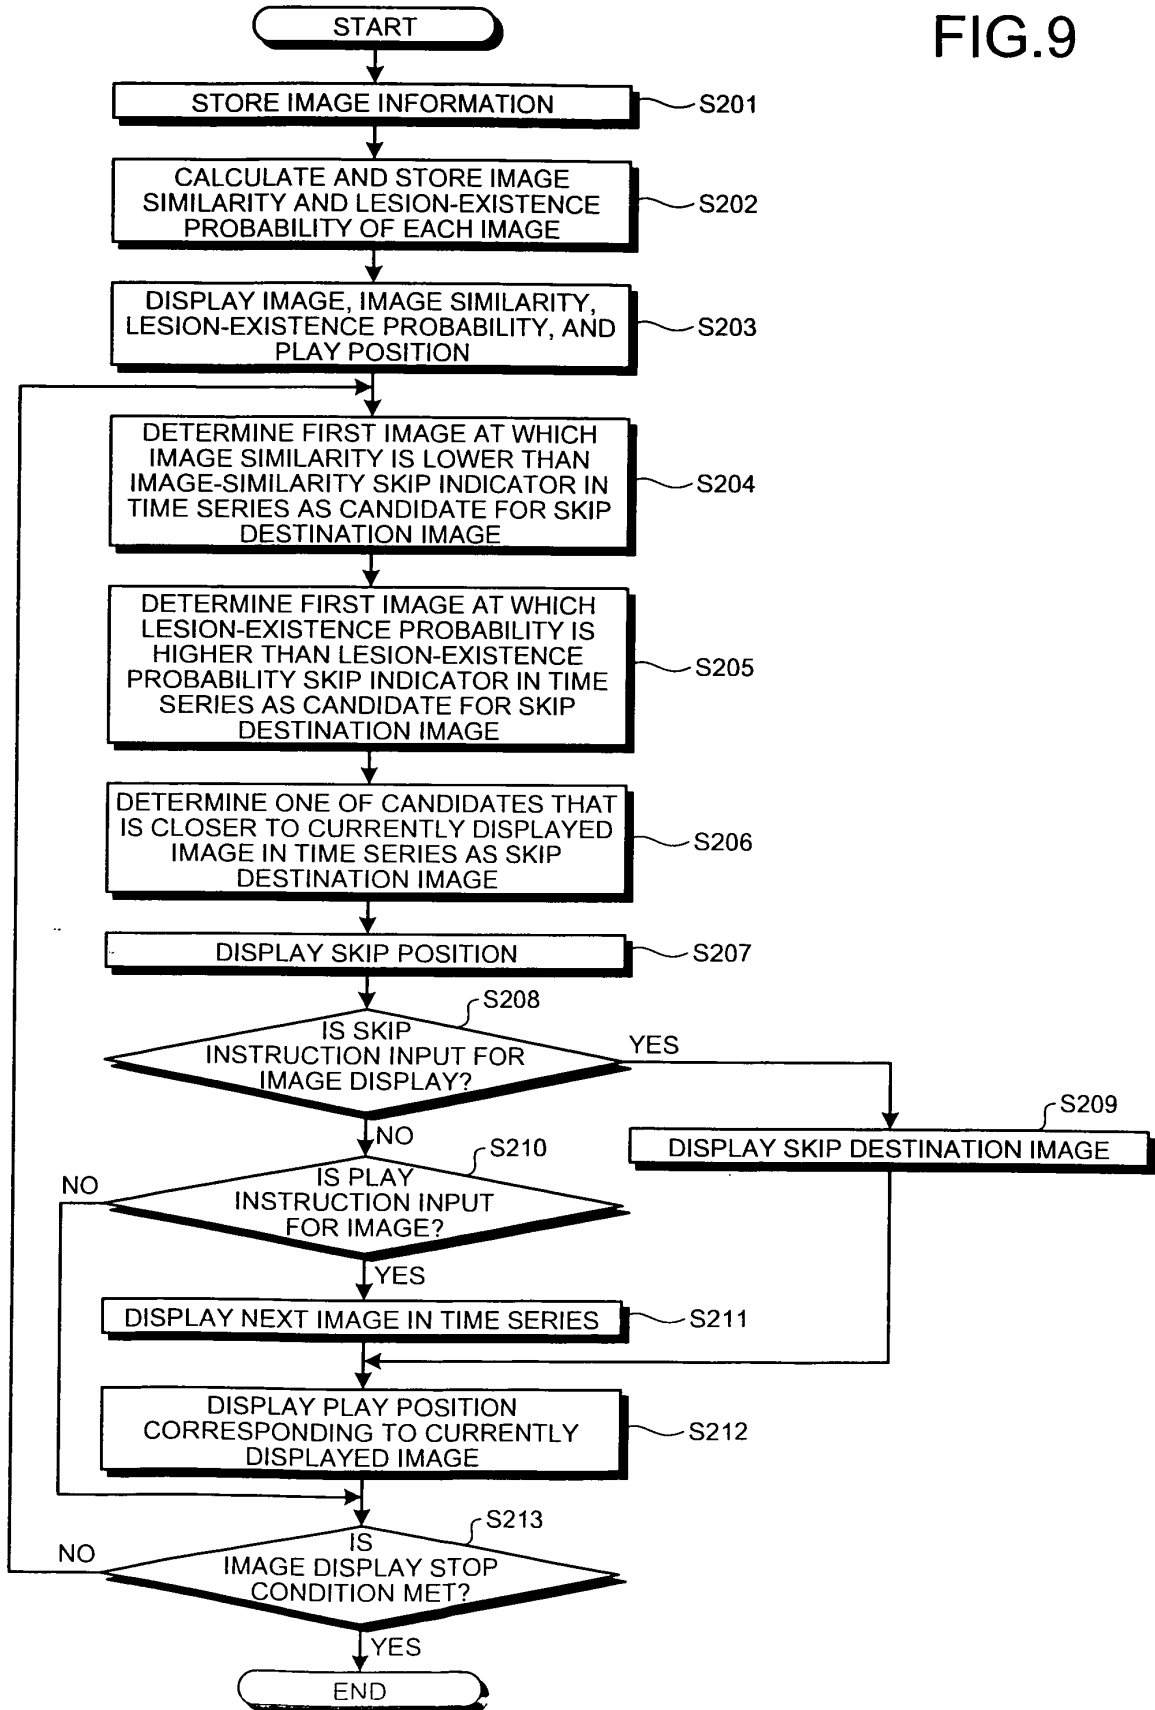 FIG.9
START
STORE IMAGE INFORMATION
S201
CALCULATE AND STORE IMAGE
SIMILARITY AND LESION-EXISTENCE
PROBABILITY OF EACH IMAGE
S202
DISPLAY IMAGE, IMAGE SIMILARITY,
LESION-EXISTENCE PROBABILITY, AND
PLAY POSITION
S203
DETERMINE FIRST IMAGE AT WHICH
IMAGE SIMILARITY IS LOWER THAN
IMAGE-SIMILARITY SKIP INDICATOR IN
TIME SERIES AS CANDIDATE FOR SKIP
DESTINATION IMAGE
S204
DETERMINE FIRST IMAGE AT WHICH
LESION-EXISTENCE PROBABILITY IS
HIGHER THAN LESION-EXISTENCE
PROBABILITY SKIP INDICATOR IN TIME
SERIES AS CANDIDATE FOR SKIP
DESTINATION IMAGE
S205
DETERMINE ONE OF CANDIDATES THAT
IS CLOSER TO CURRENTLY DISPLAYED
IMAGE IN TIME SERIES AS SKIP
DESTINATION IMAGE
S206
DISPLAY SKIP POSITION
S207
S208
IS SKIP
INSTRUCTION INPUT FOR
IMAGE DISPLAY?
YES
NO
S209
DISPLAY SKIP DESTINATION IMAGE
S210
IS PLAY
INSTRUCTION INPUT
FOR IMAGE?
NO
YES
DISPLAY NEXT IMAGE IN TIME SERIES
S211
DISPLAY PLAY POSITION
CORRESPONDING TO CURRENTLY
DISPLAYED IMAGE
S212
S213
IS
IMAGE DISPLAY STOP
CONDITION MET?
NO
YES
END